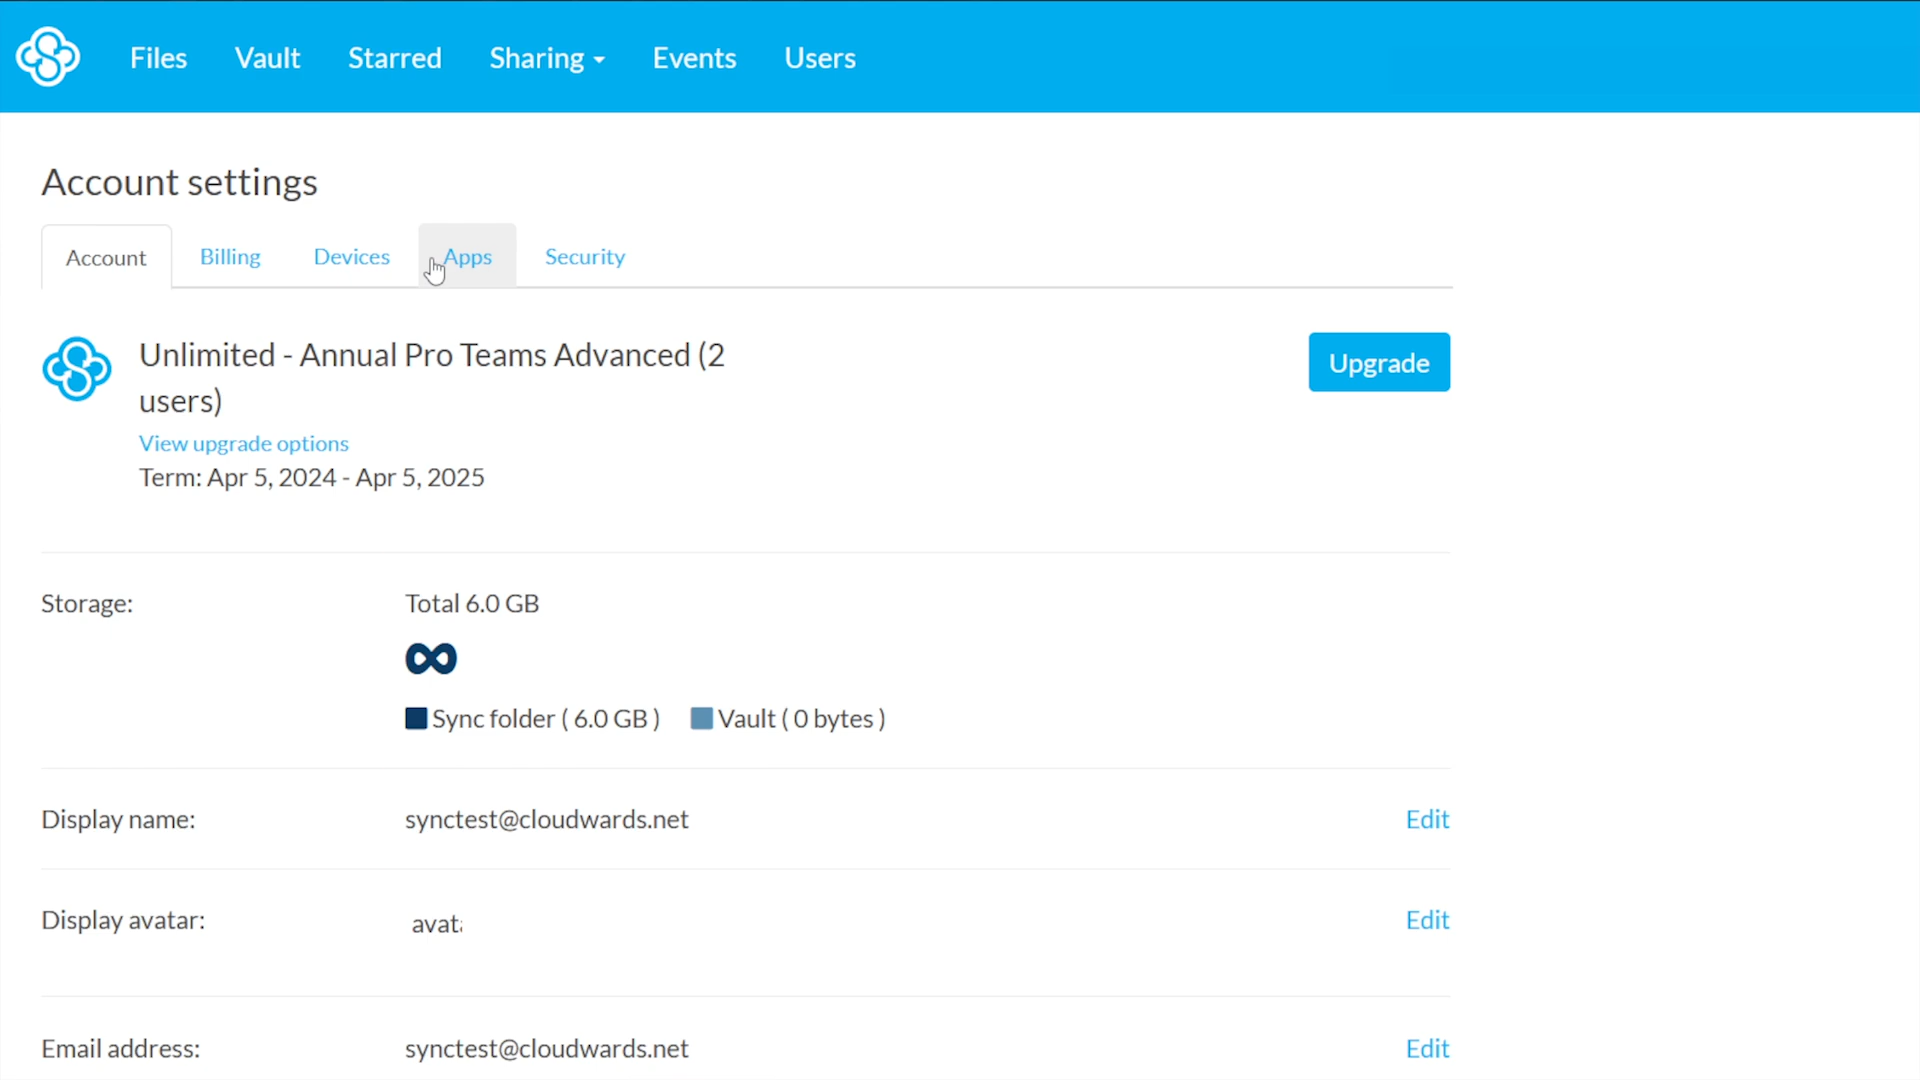 Files Vault Starred Sharing Events Users
Account settings
Account Billing Devices Apps Security
Unlimited - Annual Pro Teams Advanced (2
users)
Upgrade
View upgrade options
Term: Apr 5, 2024 - Apr 5, 2025
Storage: Total 6.0 GB
Sync folder ( 6.0 GB ) Vault ( 0 bytes )
Display name: synctest@cloudwards.net Edit
Display avatar: Edit
Email address: synctest@cloudwards.net Edit